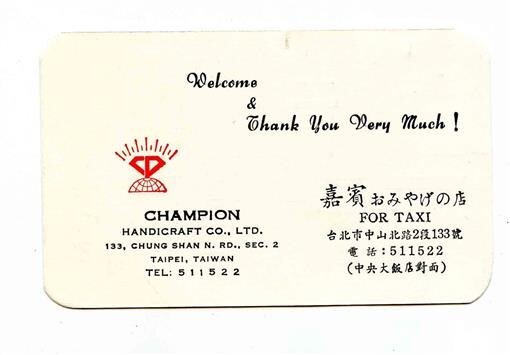 Welcome
&
Thank You Very Much!
CHAMPION
HANDICRAFT CO., LTD.
133, CHUNG SHAN N. RD., SEC. 2
TAIPEI, TAIWAN
TEL: 511522
嘉賓おみやげの店
FOR TAXI
台北市中山北路2段133號
電話:511522
(中央大飯店對面)